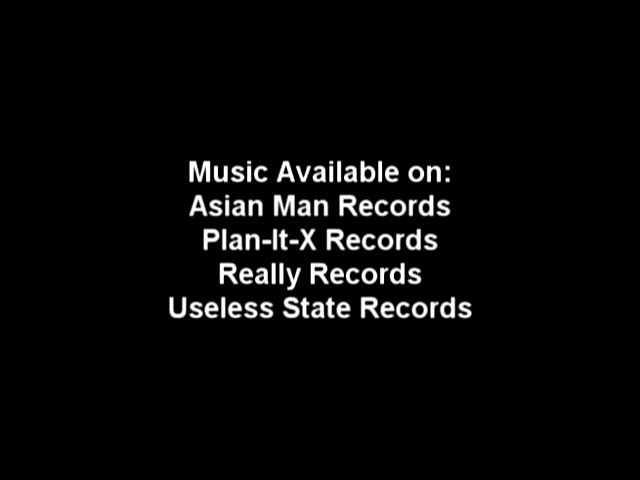 Music Available on:
Asian Man Records
Plan-It-X Records
Really Records
Useless State Records